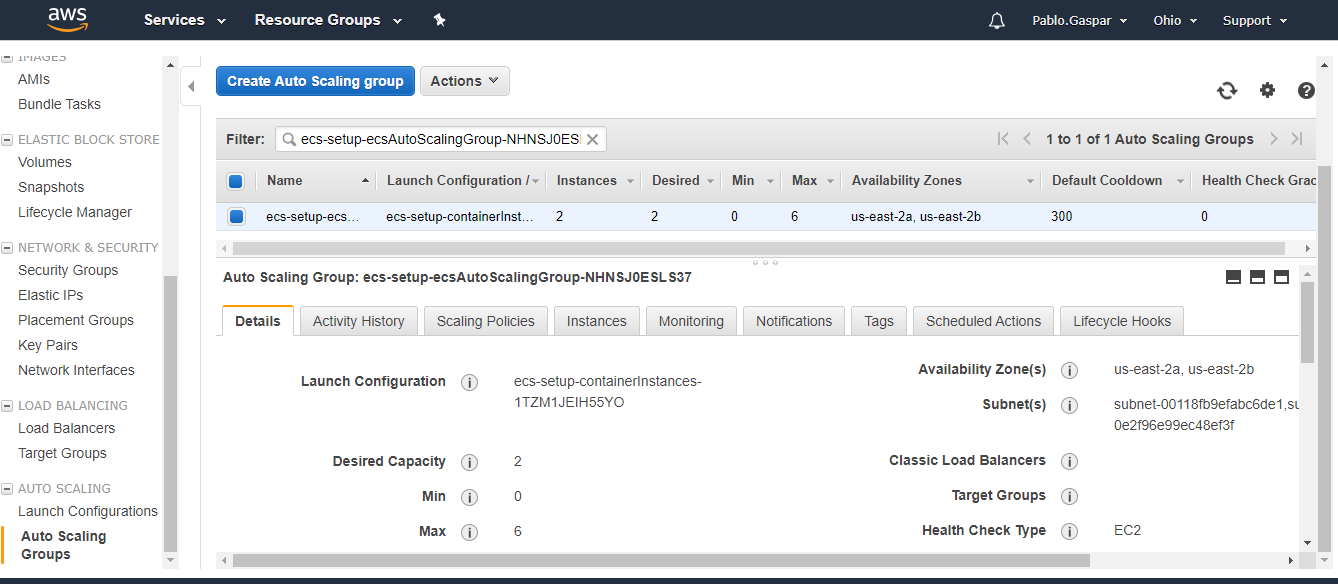 aws Services Resource Groups Pablo.Gaspar Ohio Support
IMAGES
AMIs
Bundle Tasks
ELASTIC BLOCK STORE
Volumes
Snapshots
Lifecycle Manager
NETWORK & SECURITY
Security Groups
Elastic IPs
Placement Groups
Key Pairs
Network Interfaces
LOAD BALANCING
Load Balancers
Target Groups
AUTO SCALING
Launch Configurations
Auto Scaling
Groups
Create Auto Scaling group Actions
Filter: ecs-setup-ecsAutoScalingGroup-NHNSJ0ESL 1 to 1 of 1 Auto Scaling Groups
Name Launch Configuration / Instances Desired Min Max Availability Zones Default Cooldown Health Check Grac
ecs-setup-ecs... ecs-setup-containerInst... 2 2 0 6 us-east-2a, us-east-2b 300 0
Auto Scaling Group: ecs-setup-ecsAutoScalingGroup-NHNSJ0ESLS37
Details Activity History Scaling Policies Instances Monitoring Notifications Tags Scheduled Actions Lifecycle Hooks
Launch Configuration ecs-setup-containerInstances-
1TZM1JEIH55YO
Desired Capacity 2
Min 0
Max 6
Availability Zone(s) us-east-2a, us-east-2b
Subnet(s) subnet-00118fb9efabc6de1,su
0e2f96e99ec48ef3f
Classic Load Balancers
Target Groups
Health Check Type EC2